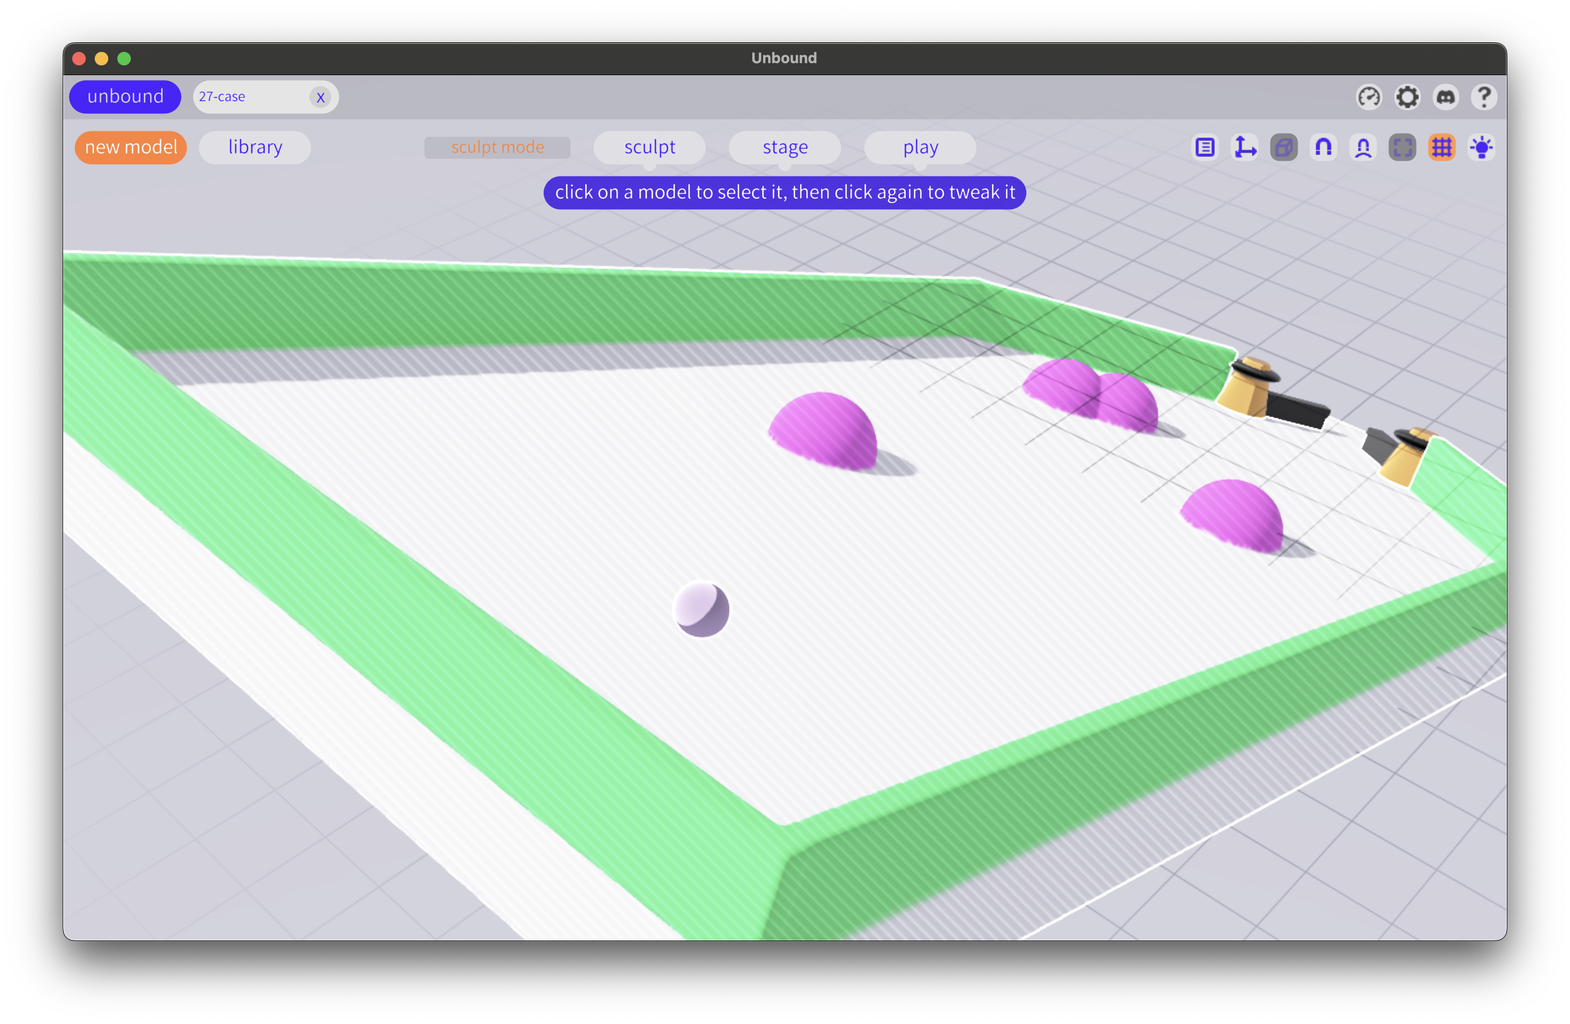 Unbound
unbound
27-case
X
?
new model
library
sculpt mode
sculpt
stage
play
click on a model to select it, then click again to tweak it